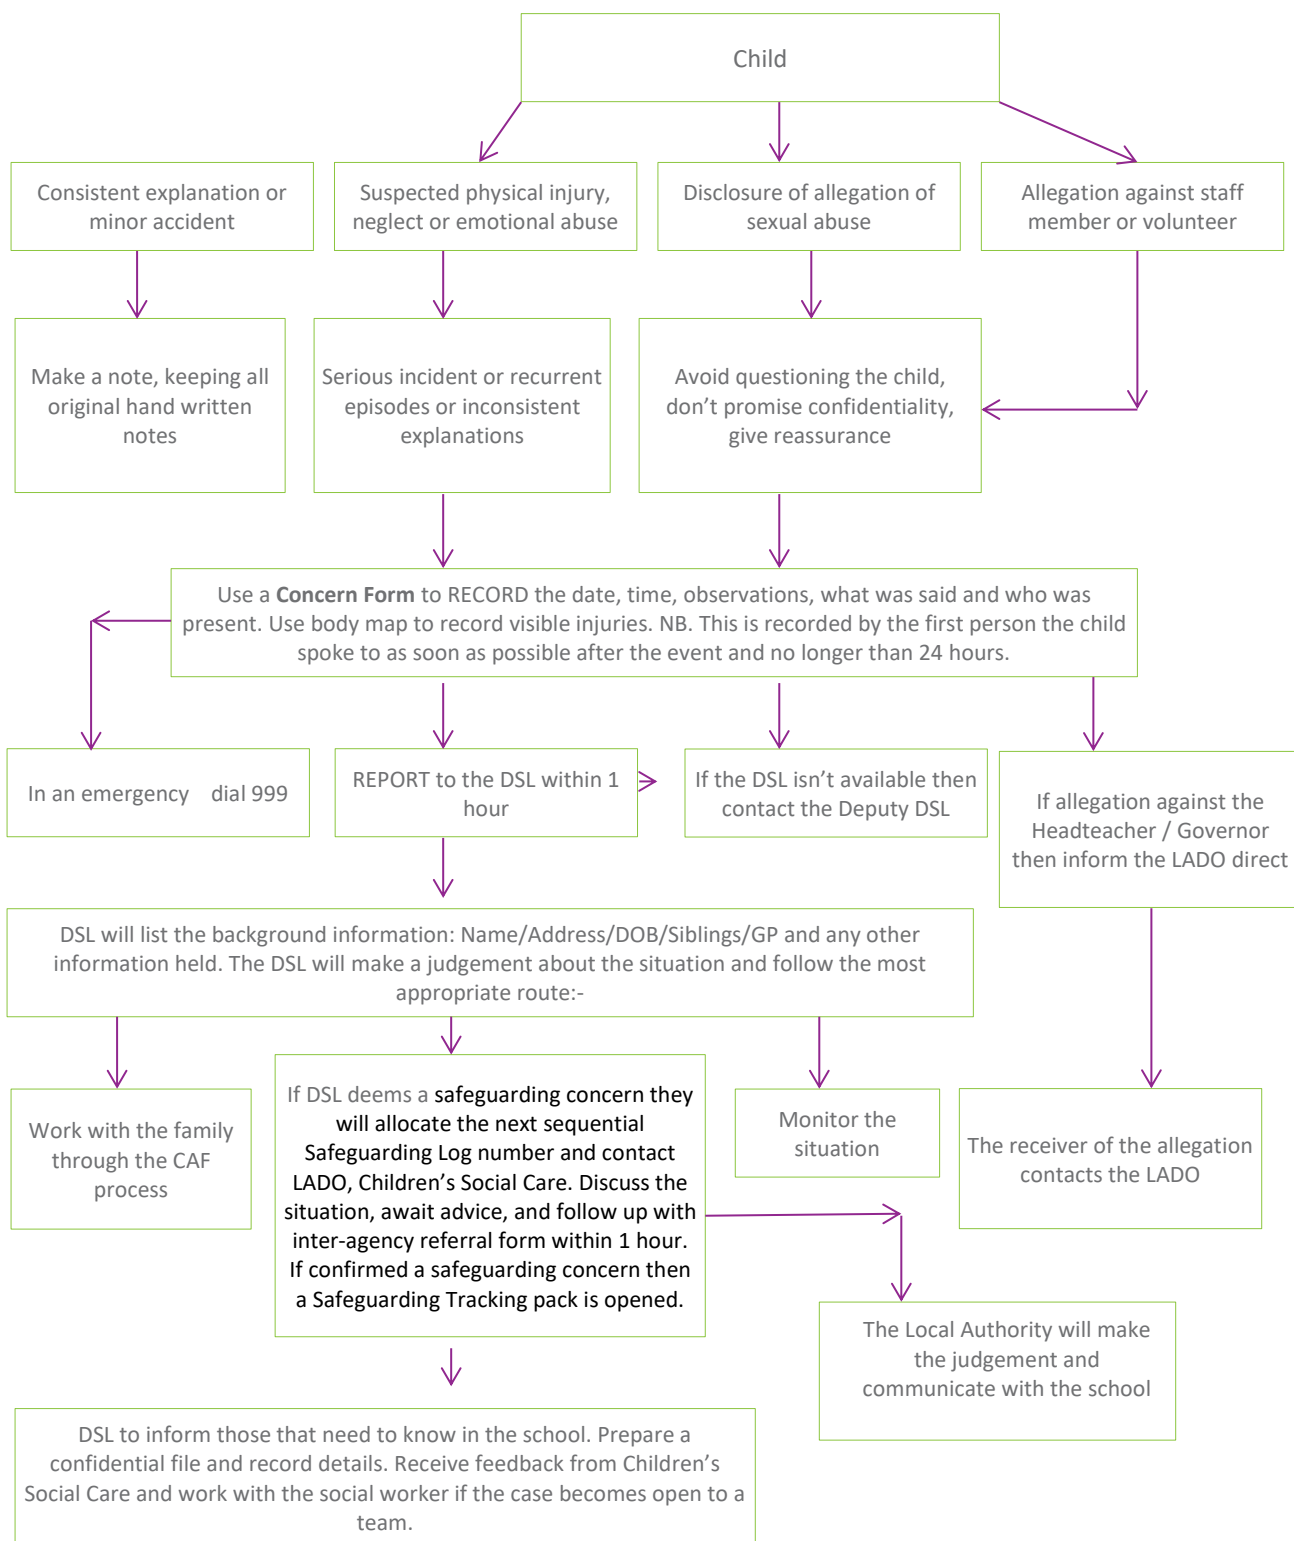 Child
Consistent explanation or
minor accident
Suspected physical injury,
neglect or emotional abuse
Disclosure of allegation of
sexual abuse
Allegation against staff
member or volunteer
Make a note, keeping all
original hand written
notes
Serious incident or recurrent
episodes or inconsistent
explanations
Avoid questioning the child,
don’t promise confidentiality,
give reassurance
Use a Concern Form to RECORD the date, time, observations, what was said and who was
present. Use body map to record visible injuries. NB. This is recorded by the first person the child
spoke to as soon as possible after the event and no longer than 24 hours.
In an emergency dial 999
REPORT to the DSL within 1
hour
If the DSL isn’t available then
contact the Deputy DSL
If allegation against the
Headteacher / Governor
then inform the LADO direct
DSL will list the background information: Name/Address/DOB/Siblings/GP and any other
information held. The DSL will make a judgement about the situation and follow the most
appropriate route:-
Work with the family
through the CAF
process
If DSL deems a safeguarding concern they
will allocate the next sequential
Safeguarding Log number and contact
LADO, Children’s Social Care. Discuss the
situation, await advice, and follow up with
inter-agency referral form within 1 hour.
If confirmed a safeguarding concern then
a Safeguarding Tracking pack is opened.
Monitor the
situation
The receiver of the allegation
contacts the LADO
The Local Authority will make
the judgement and
communicate with the school
DSL to inform those that need to know in the school. Prepare a
confidential file and record details. Receive feedback from Children’s
Social Care and work with the social worker if the case becomes open to a
team.